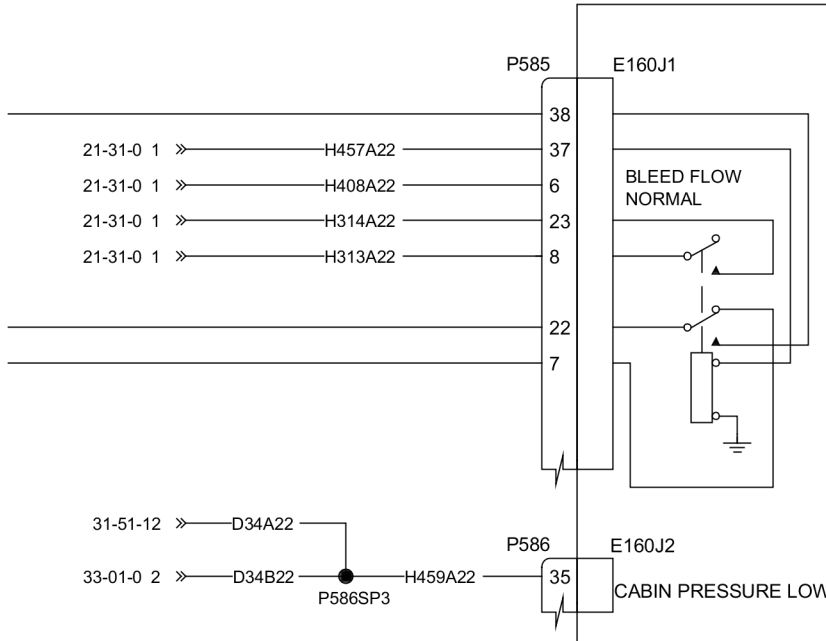 P585 E160J1
38
21-31-0 1 H457A22 37
21-31-0 1 H408A22 6
BLEED FLOW
NORMAL
21-31-0 1 H314A22 23
21-31-0 1 H313A22 8
22
7
31-51-12 D34A22
P586 E160J2
33-01-0 2 D34B22 H459A22 35
P586SP3
CABIN PRESSURE LOW